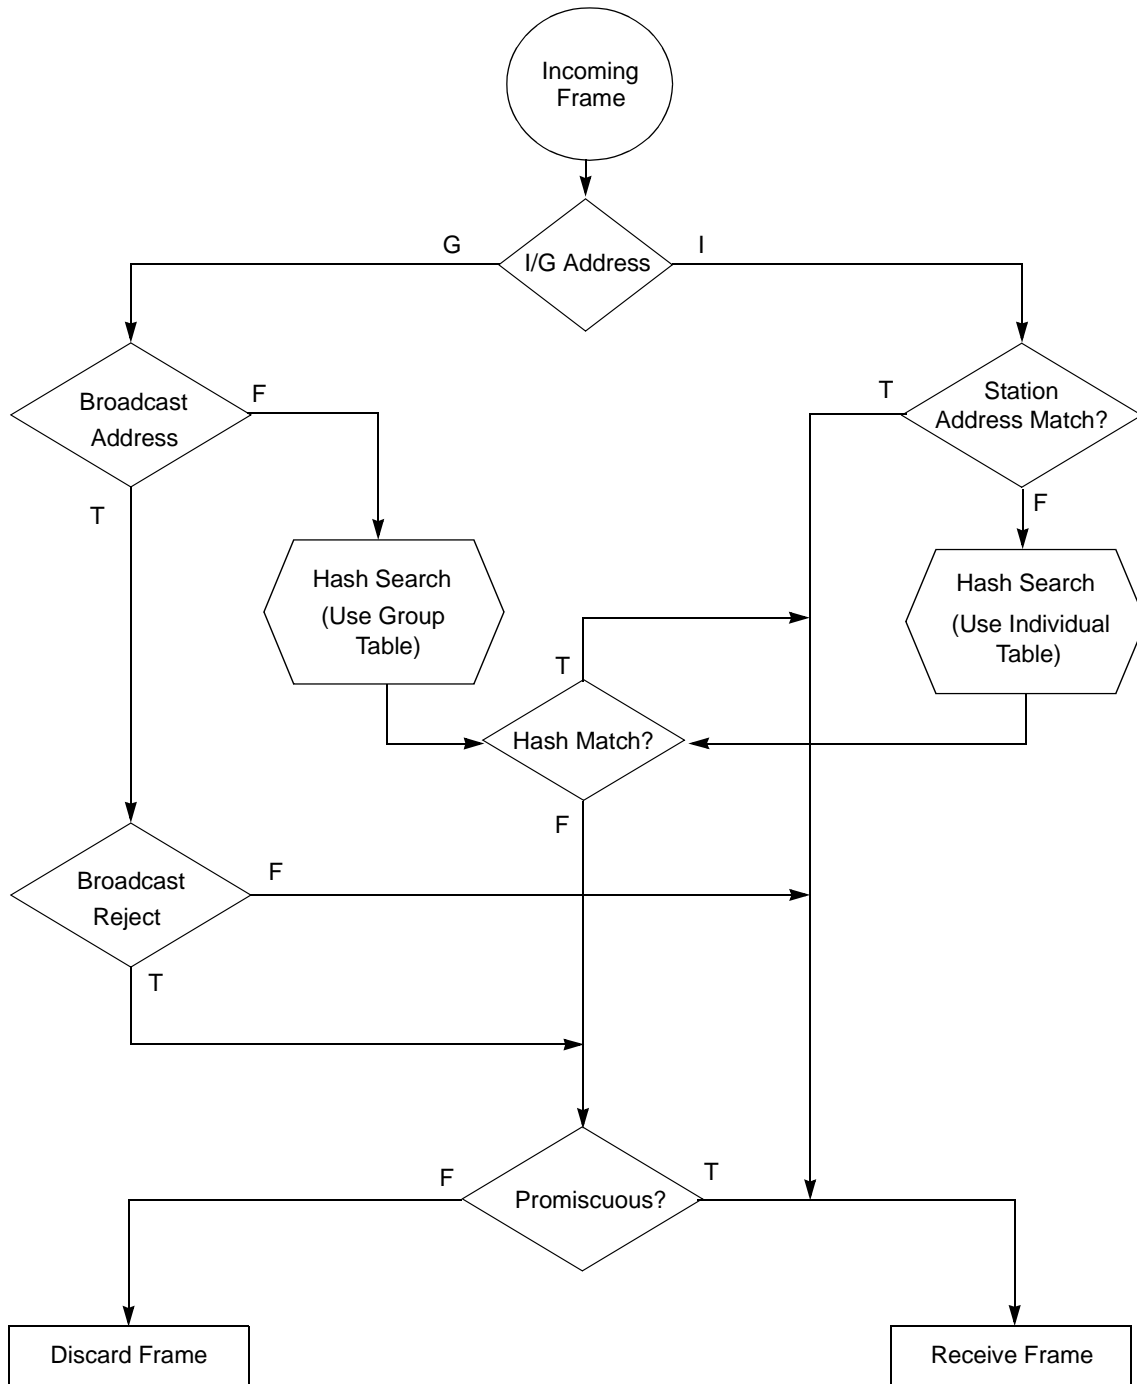 Incoming
Frame
G
I/G Address
I
Broadcast
Address
F
T
T
Station
Address Match?
F
Hash Search
(Use Group
Table)
Hash Search
(Use Individual
Table)
T
Hash Match?
F
Broadcast
Reject
F
T
F
Promiscuous?
T
Discard Frame
Receive Frame